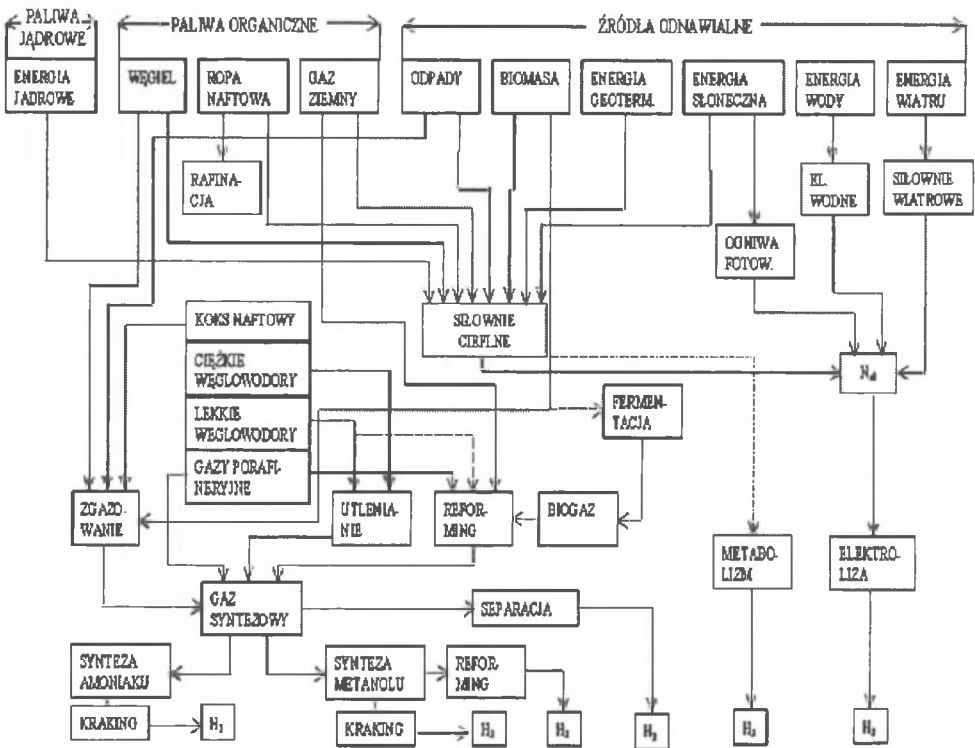 PALIWA
JĄDROWE
PALIWA ORGANICZNE
ŹRÓDŁA ODNAWIALNE
ENERGIA
JADROWE
WĘGIEL
ROPA
NAFTOWA
GAZ
ZIEMNY
ODPADY
BIOMASA
ENERGIA
GEOTERM.
ENERGIA
SŁONECZNA
ENERGIA
WODY
ENERGIA
WIATRU
RAFINA-
CJA
EL.
WODNE
SIŁOWNIE
WIATROWE
OGNIWA
FOTOW.
KOKS NAFTOWY
SIŁOWNIE
CIEPLNE
CIĘŻKIE
WĘGLOWODORY
Nel
LEKKIE
WĘGLOWODORY
FERMEN-
TACJA
GAZY PORAFI-
NERYJNE
ZGAZO-
WANIE
UTLENIA-
NIE
REFOR-
MING
BIOGAZ
METABO-
LIZM
ELEKTRO-
LIZA
GAZ
SYNTEZOWY
SEPARACJA
SYNTEZA
AMONIAKU
SYNTEZA
METANOLU
REFOR-
MING
KRAKING
H₂
KRAKING
H₂
H₂
H₂
H₂
H₂